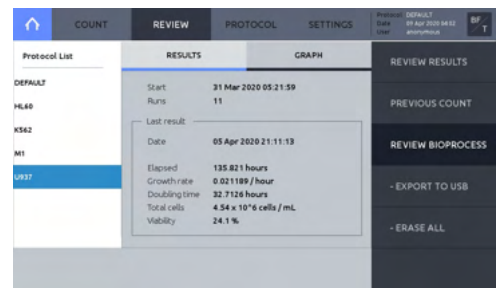 COUNT
REVIEW
PROTOCOL
SETTINGS
Protocol DEFAULT
Date 09 Apr 2020 04:52
User anonymous
BF/T
Protocol List
DEFAULT
HL60
K562
M1
U937
RESULTS
GRAPH
Start 31 Mar 2020 05:21:59
Runs 11
Last result
Date 05 Apr 2020 21:11:13
Elapsed 135.821 hours
Growth rate 0.021189 /hour
Doubling time 32.7126 hours
Total cells 4.54 x 10^6 cells / mL
Viability 24.1 %
REVIEW RESULTS
PREVIOUS COUNT
REVIEW BIOPROCESS
- EXPORT TO USB
- ERASE ALL